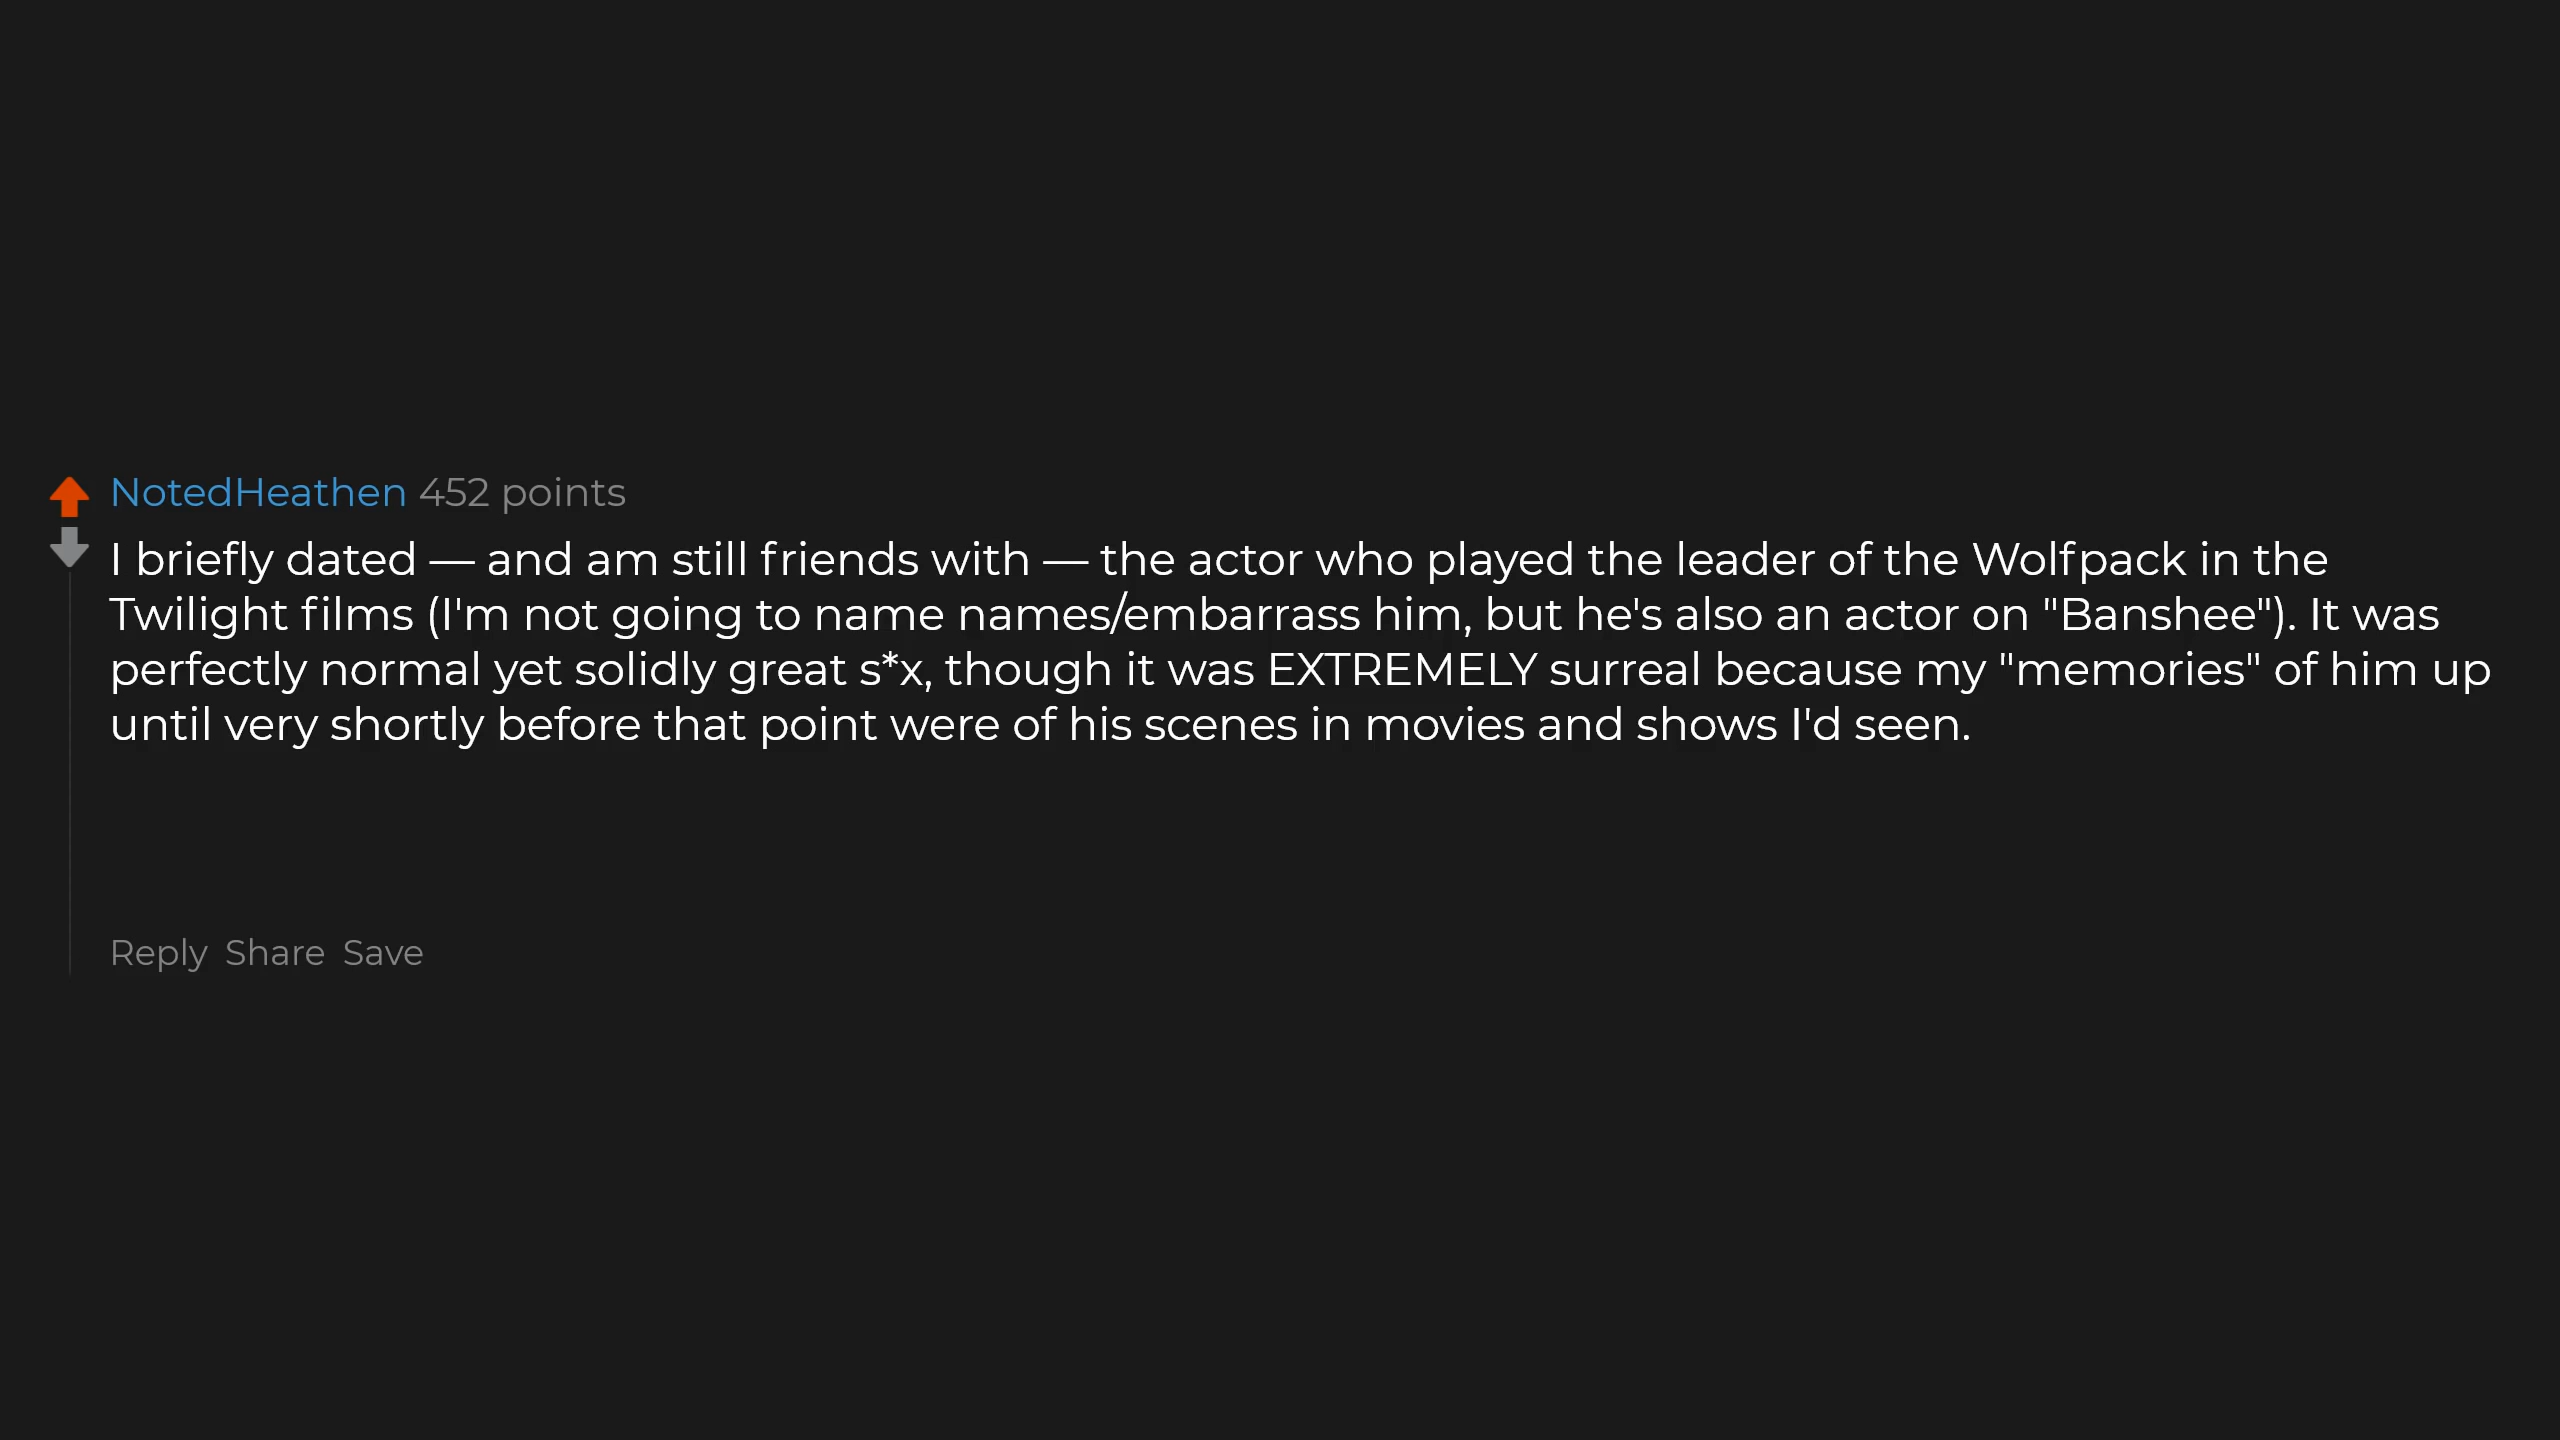 NotedHeathen 452 points
I briefly dated — and am still friends with — the actor who played the leader of the Wolfpack in the
Twilight films (I'm not going to name names/embarrass him, but he's also an actor on "Banshee"). It was
perfectly normal yet solidly great s*x, though it was EXTREMELY surreal because my "memories" of him up
until very shortly before that point were of his scenes in movies and shows I'd seen.
Reply Share Save